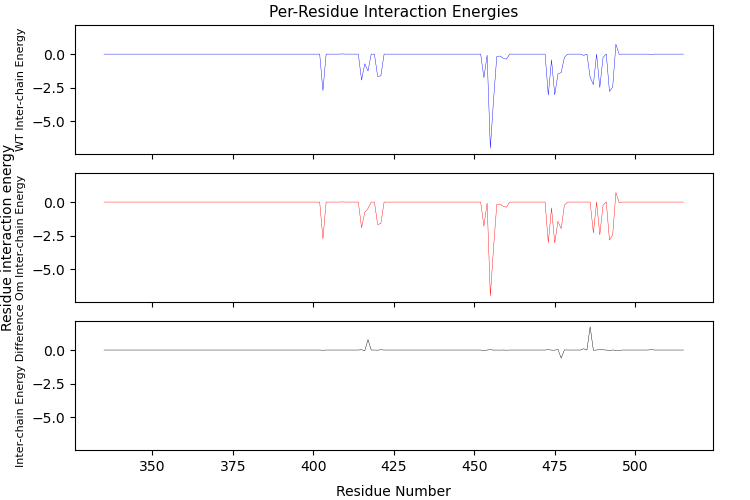 Per-Residue Interaction Energies
WT Inter-chain Energy
0.0
−2.5
−5.0
Residue interaction energy
Om Inter-chain Energy
0.0
−2.5
−5.0
Inter-chain Energy Difference
0.0
−2.5
−5.0
350 375 400 425 450 475 500
Residue Number